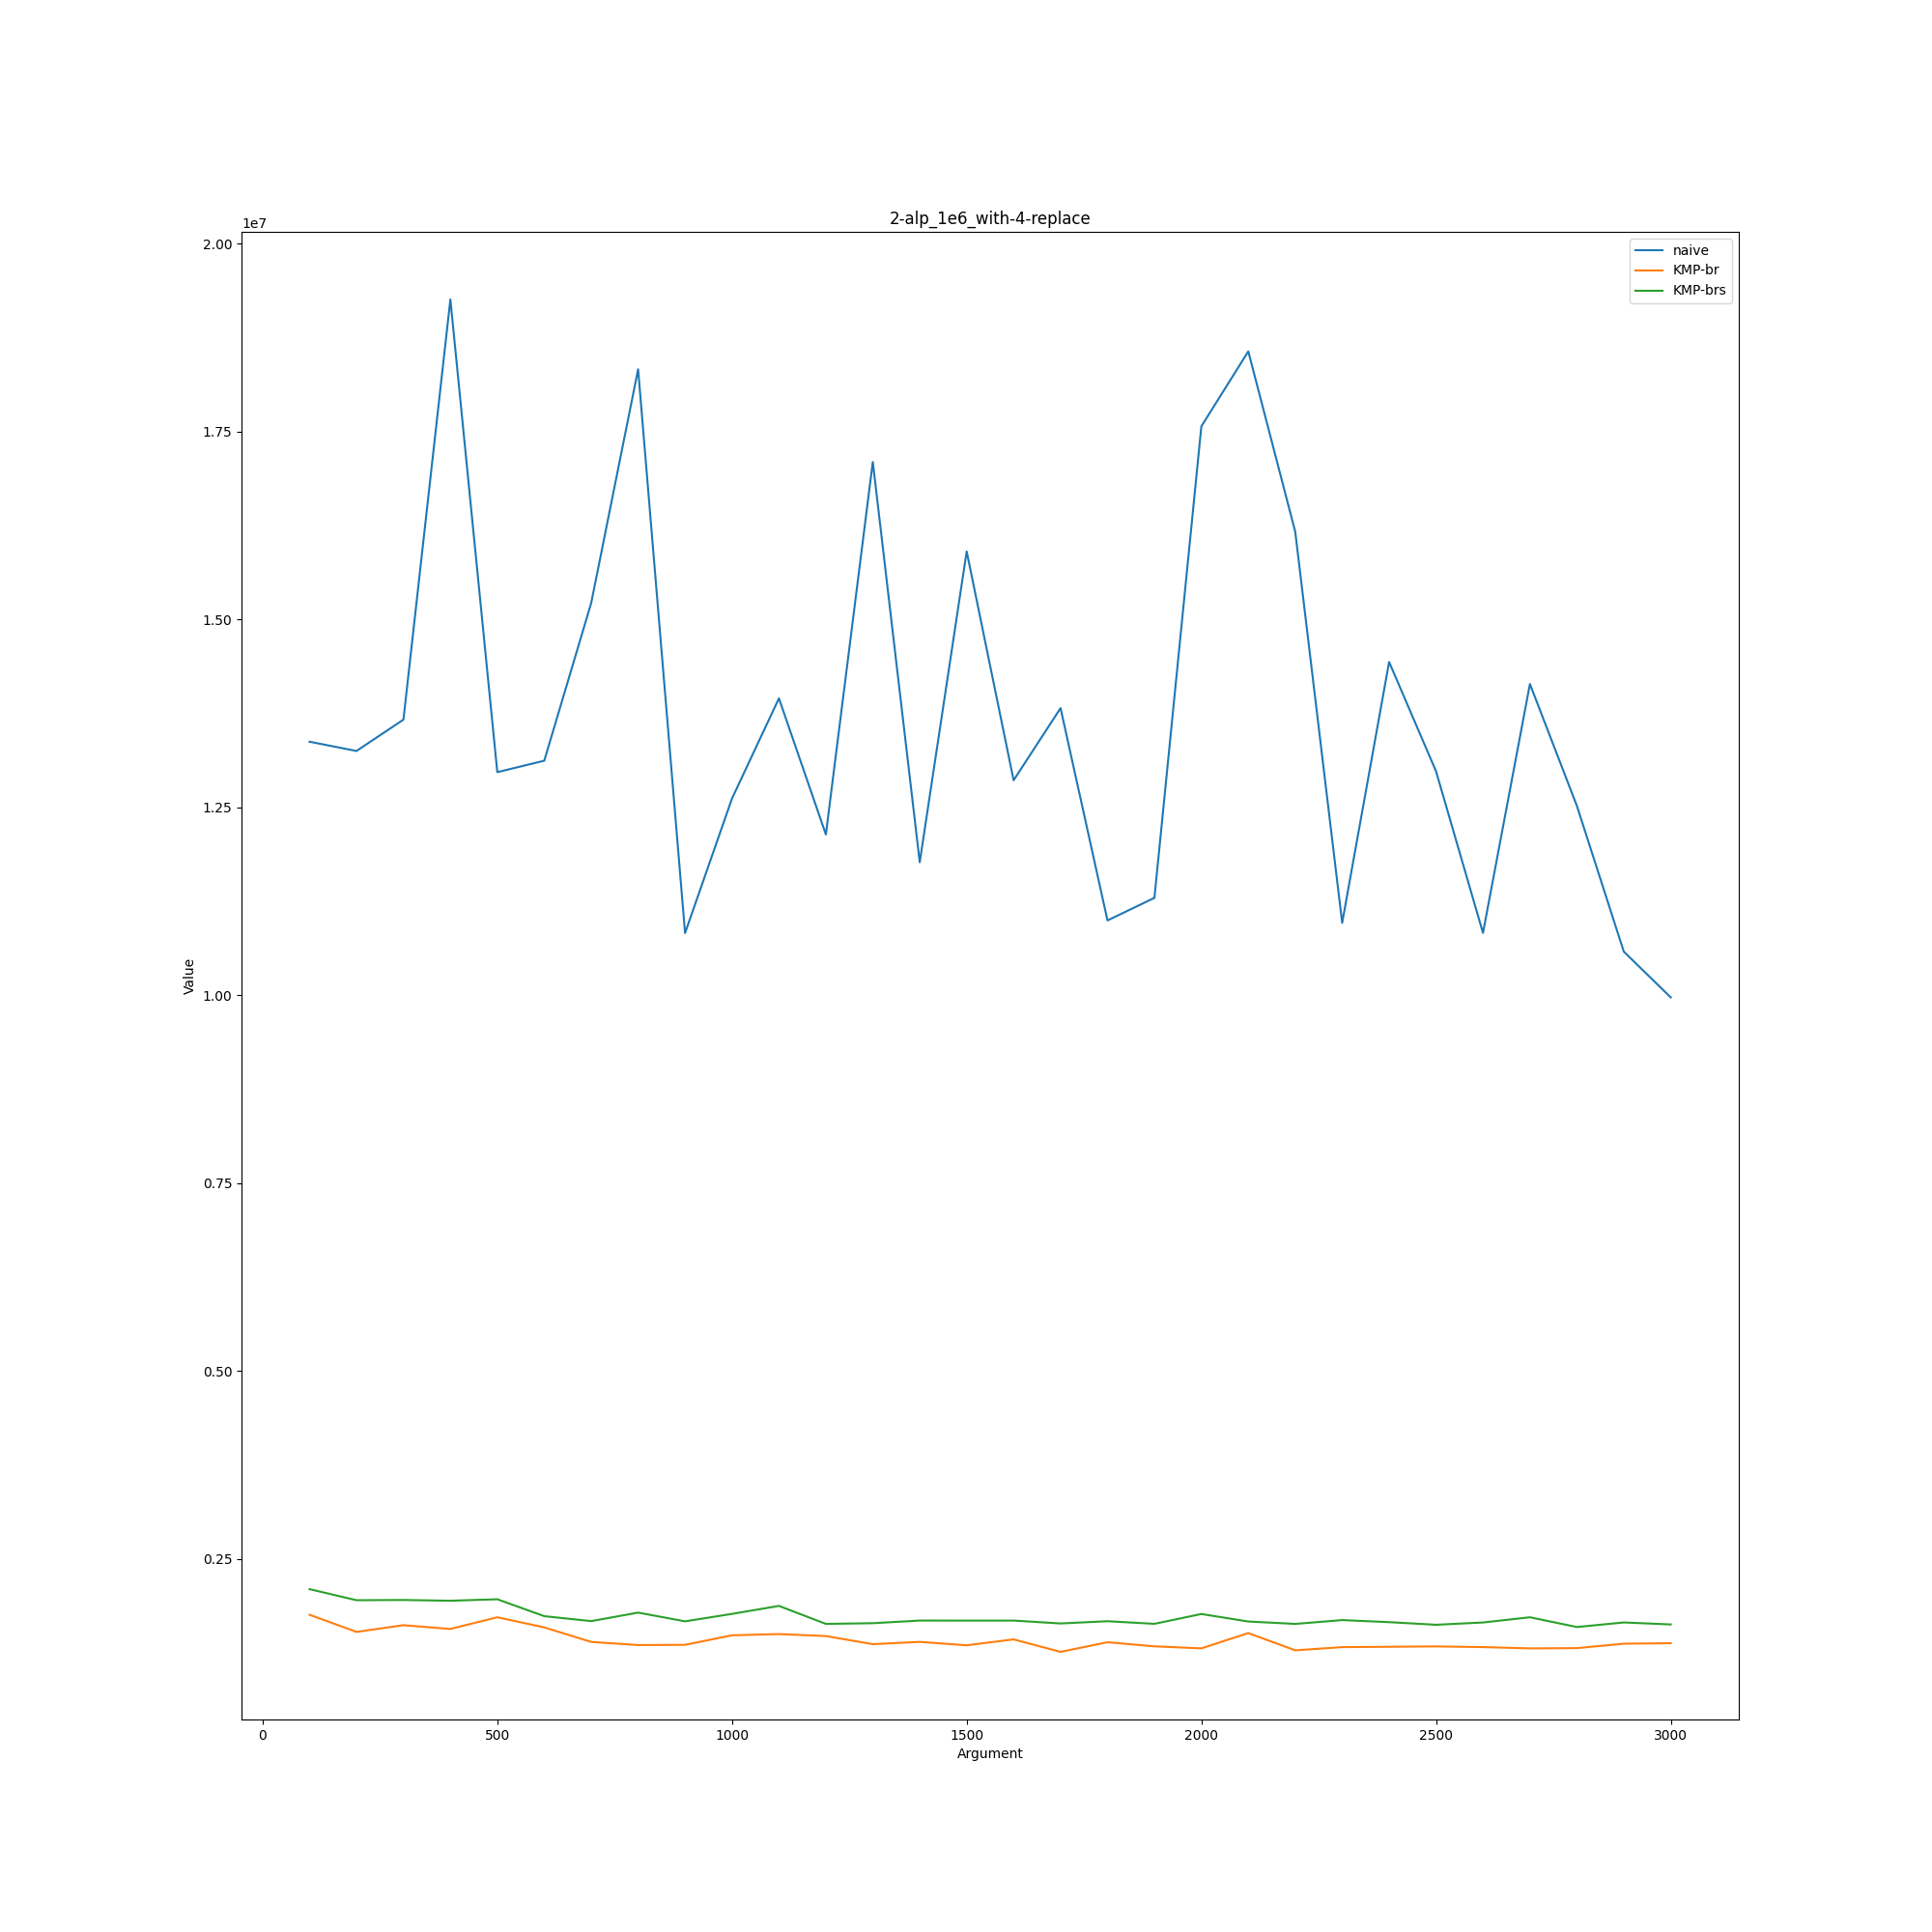 2-alp_1e6_with-4-replace
1e7
2.00
1.75
1.50
1.25
1.00
0.75
0.50
0.25
Value
naive
KMP-br
KMP-brs
0 500 1000 1500 2000 2500 3000
Argument